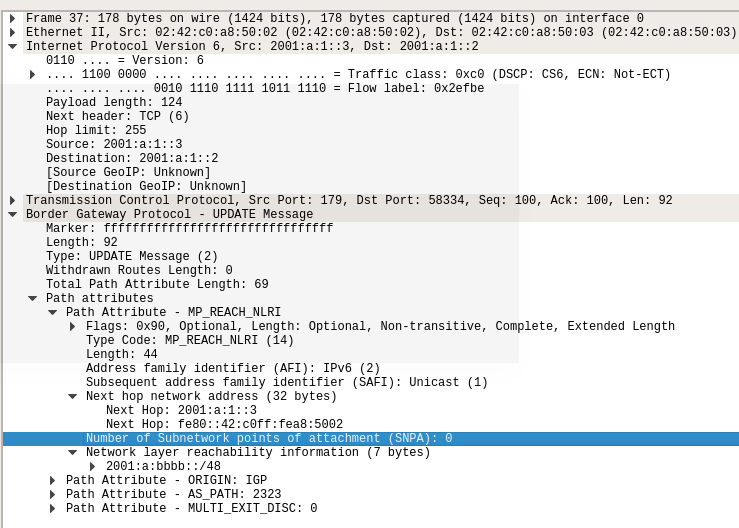 Frame 37: 178 bytes on wire (1424 bits), 178 bytes captured (1424 bits) on interface 0
Ethernet II, Src: 02:42:c0:a8:50:02 (02:42:c0:a8:50:02), Dst: 02:42:c0:a8:50:03 (02:42:c0:a8:50:03)
Internet Protocol Version 6, Src: 2001:a:1::3, Dst: 2001:a:1::2
0110 .... = Version: 6
.... 1100 0000 .... .... .... .... .... = Traffic class: 0xc0 (DSCP: CS6, ECN: Not-ECT)
.... .... .... 0010 1110 1111 1011 1110 = Flow label: 0x2efbe
Payload length: 124
Next header: TCP (6)
Hop limit: 255
Source: 2001:a:1::3
Destination: 2001:a:1::2
[Source GeoIP: Unknown]
[Destination GeoIP: Unknown]
Transmission Control Protocol, Src Port: 179, Dst Port: 58334, Seq: 100, Ack: 100, Len: 92
Border Gateway Protocol - UPDATE Message
Marker: ffffffffffffffffffffffffffffffff
Length: 92
Type: UPDATE Message (2)
Withdrawn Routes Length: 0
Total Path Attribute Length: 69
Path attributes
Path Attribute - MP_REACH_NLRI
Flags: 0x90, Optional, Length: Optional, Non-transitive, Complete, Extended Length
Type Code: MP_REACH_NLRI (14)
Length: 44
Address family identifier (AFI): IPv6 (2)
Subsequent address family identifier (SAFI): Unicast (1)
Next hop network address (32 bytes)
Next Hop: 2001:a:1::3
Next Hop: fe80::42:c0ff:fea8:5002
Number of Subnetwork points of attachment (SNPA): 0
Network layer reachability information (7 bytes)
2001:a:bbbb::/48
Path Attribute - ORIGIN: IGP
Path Attribute - AS_PATH: 2323
Path Attribute - MULTI_EXIT_DISC: 0